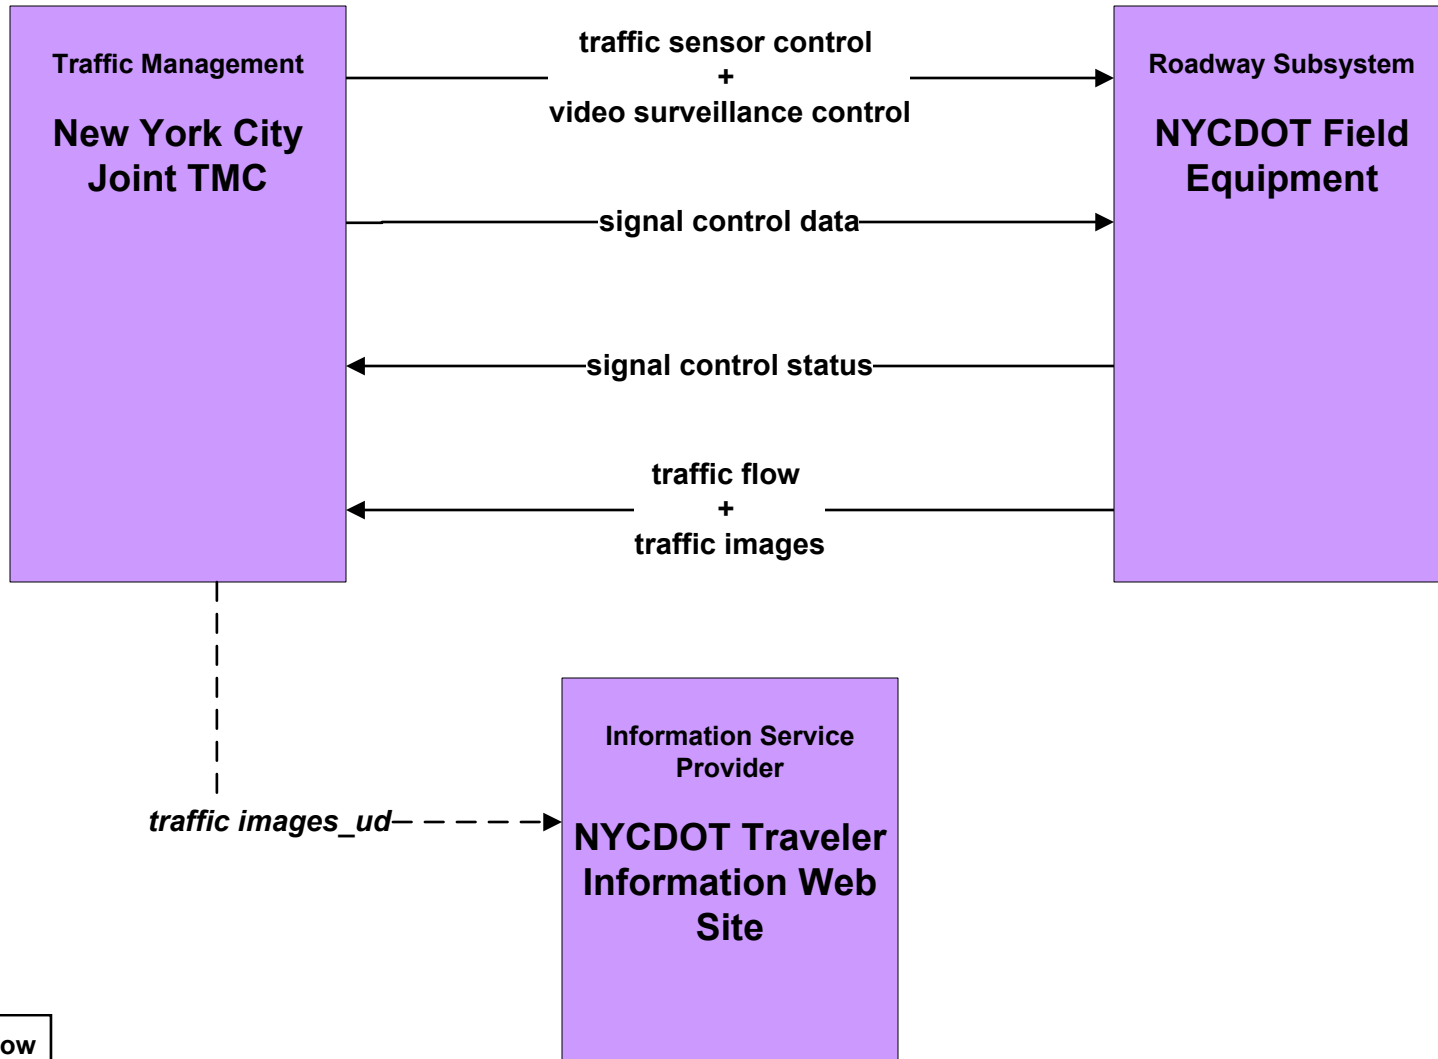 Traffic Management
New York City
Joint TMC
traffic sensor control
+
video surveillance control
Roadway Subsystem
NYCDOT Field
Equipment
signal control data
signal control status
traffic flow
+
traffic images
Information Service
Provider
NYCDOT Traveler
Information Web
Site
traffic images_ud
ow